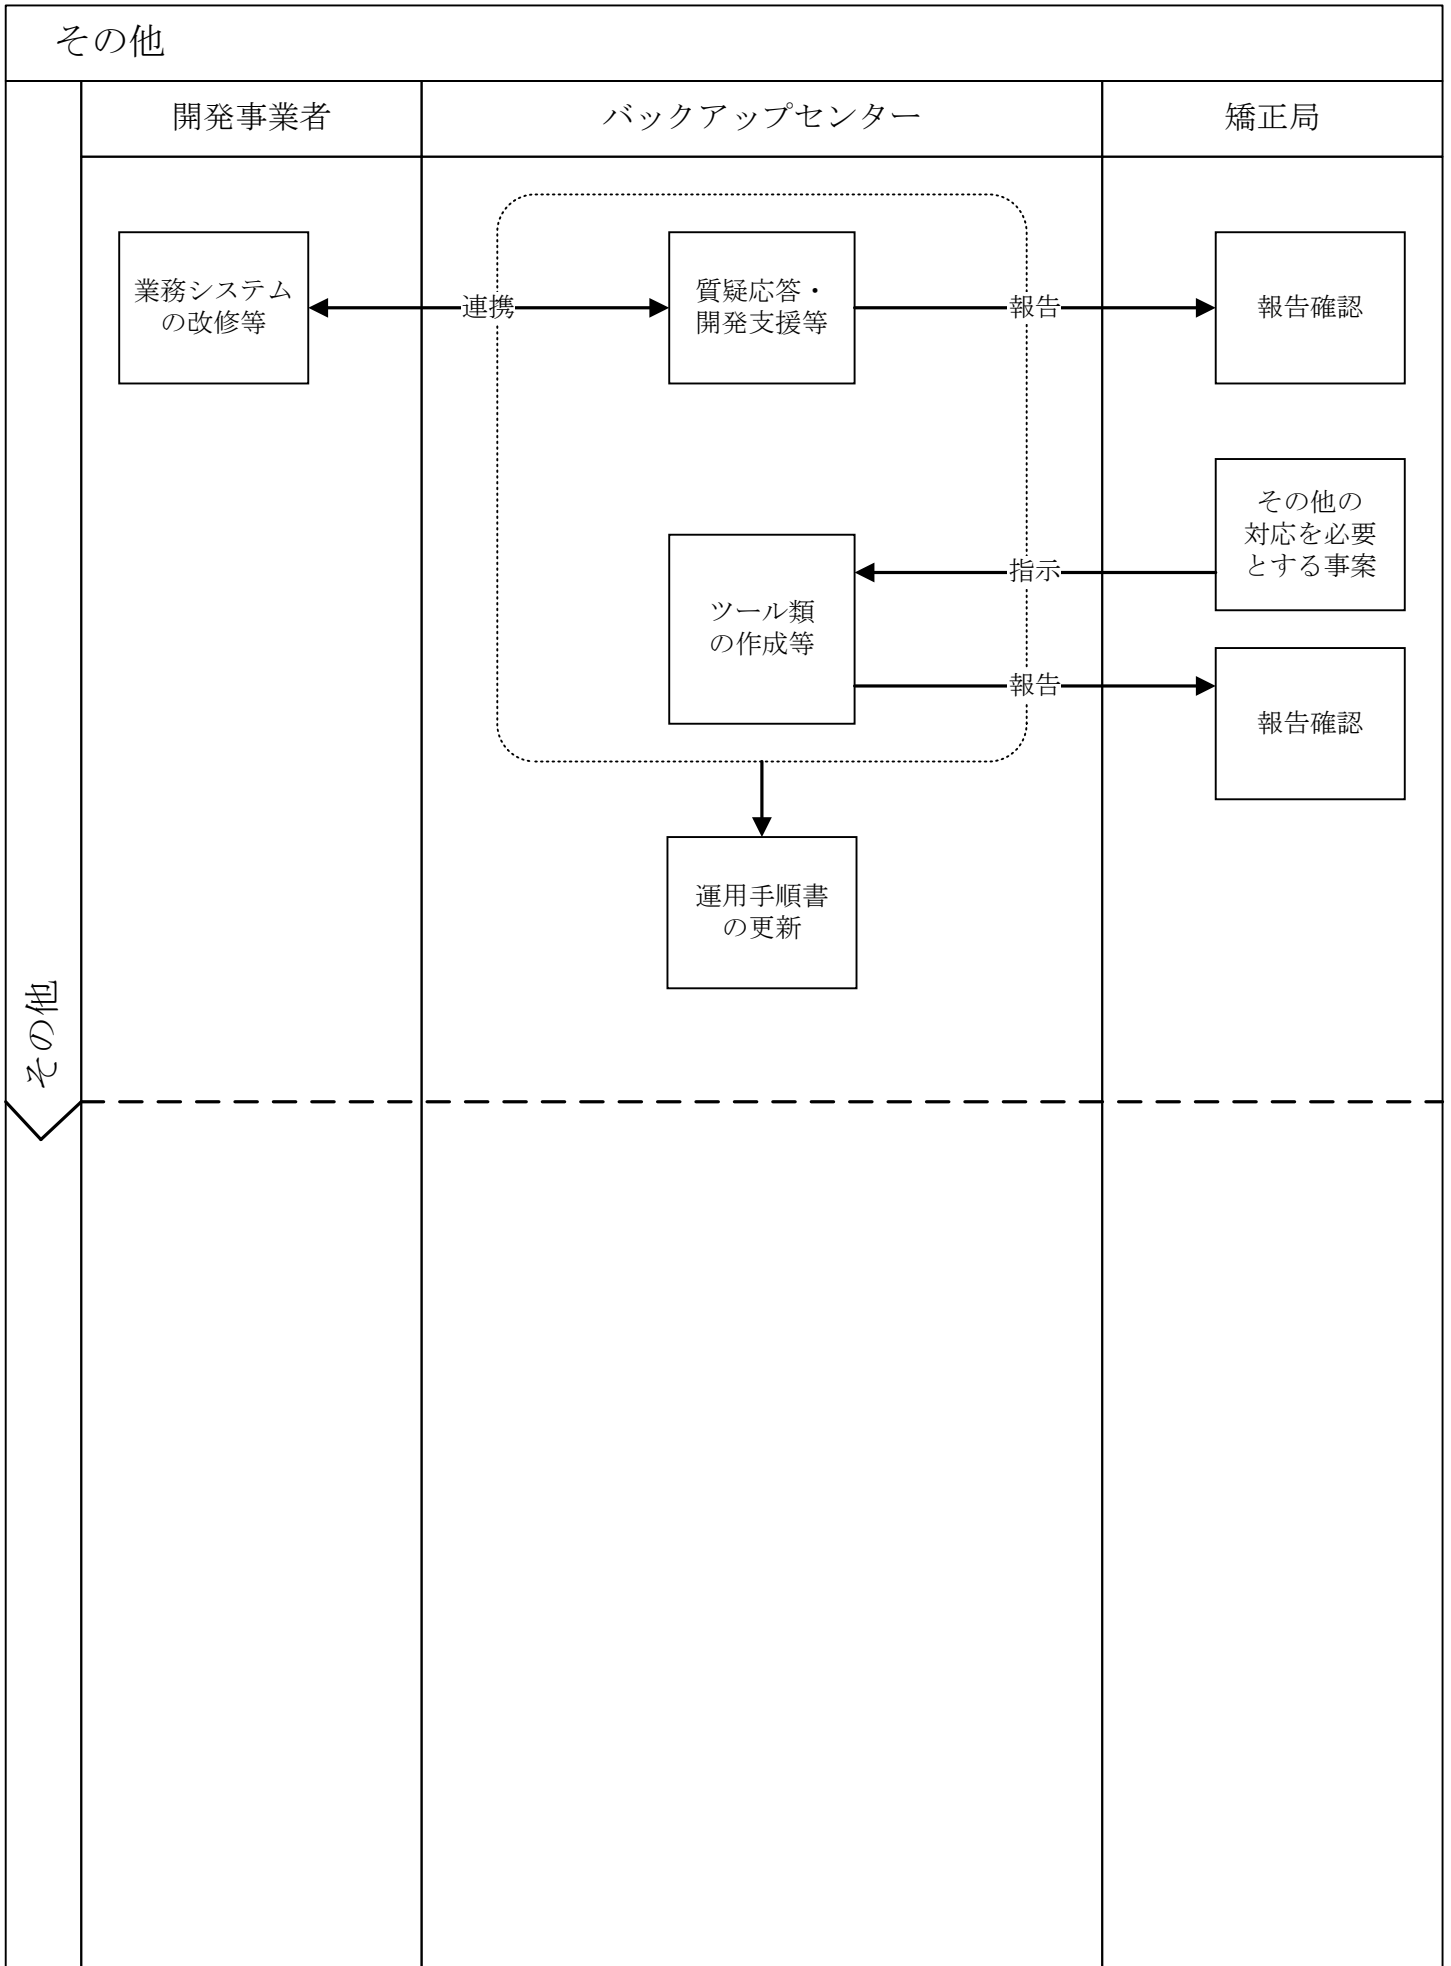 その他
開発事業者
バックアップセンター
矯正局
業務システム
の改修等
連携
質疑応答・
開発支援等
報告
報告確認
その他の
対応を必要
とする事案
指示
ツール類
の作成等
報告
報告確認
運用手順書
の更新
その他